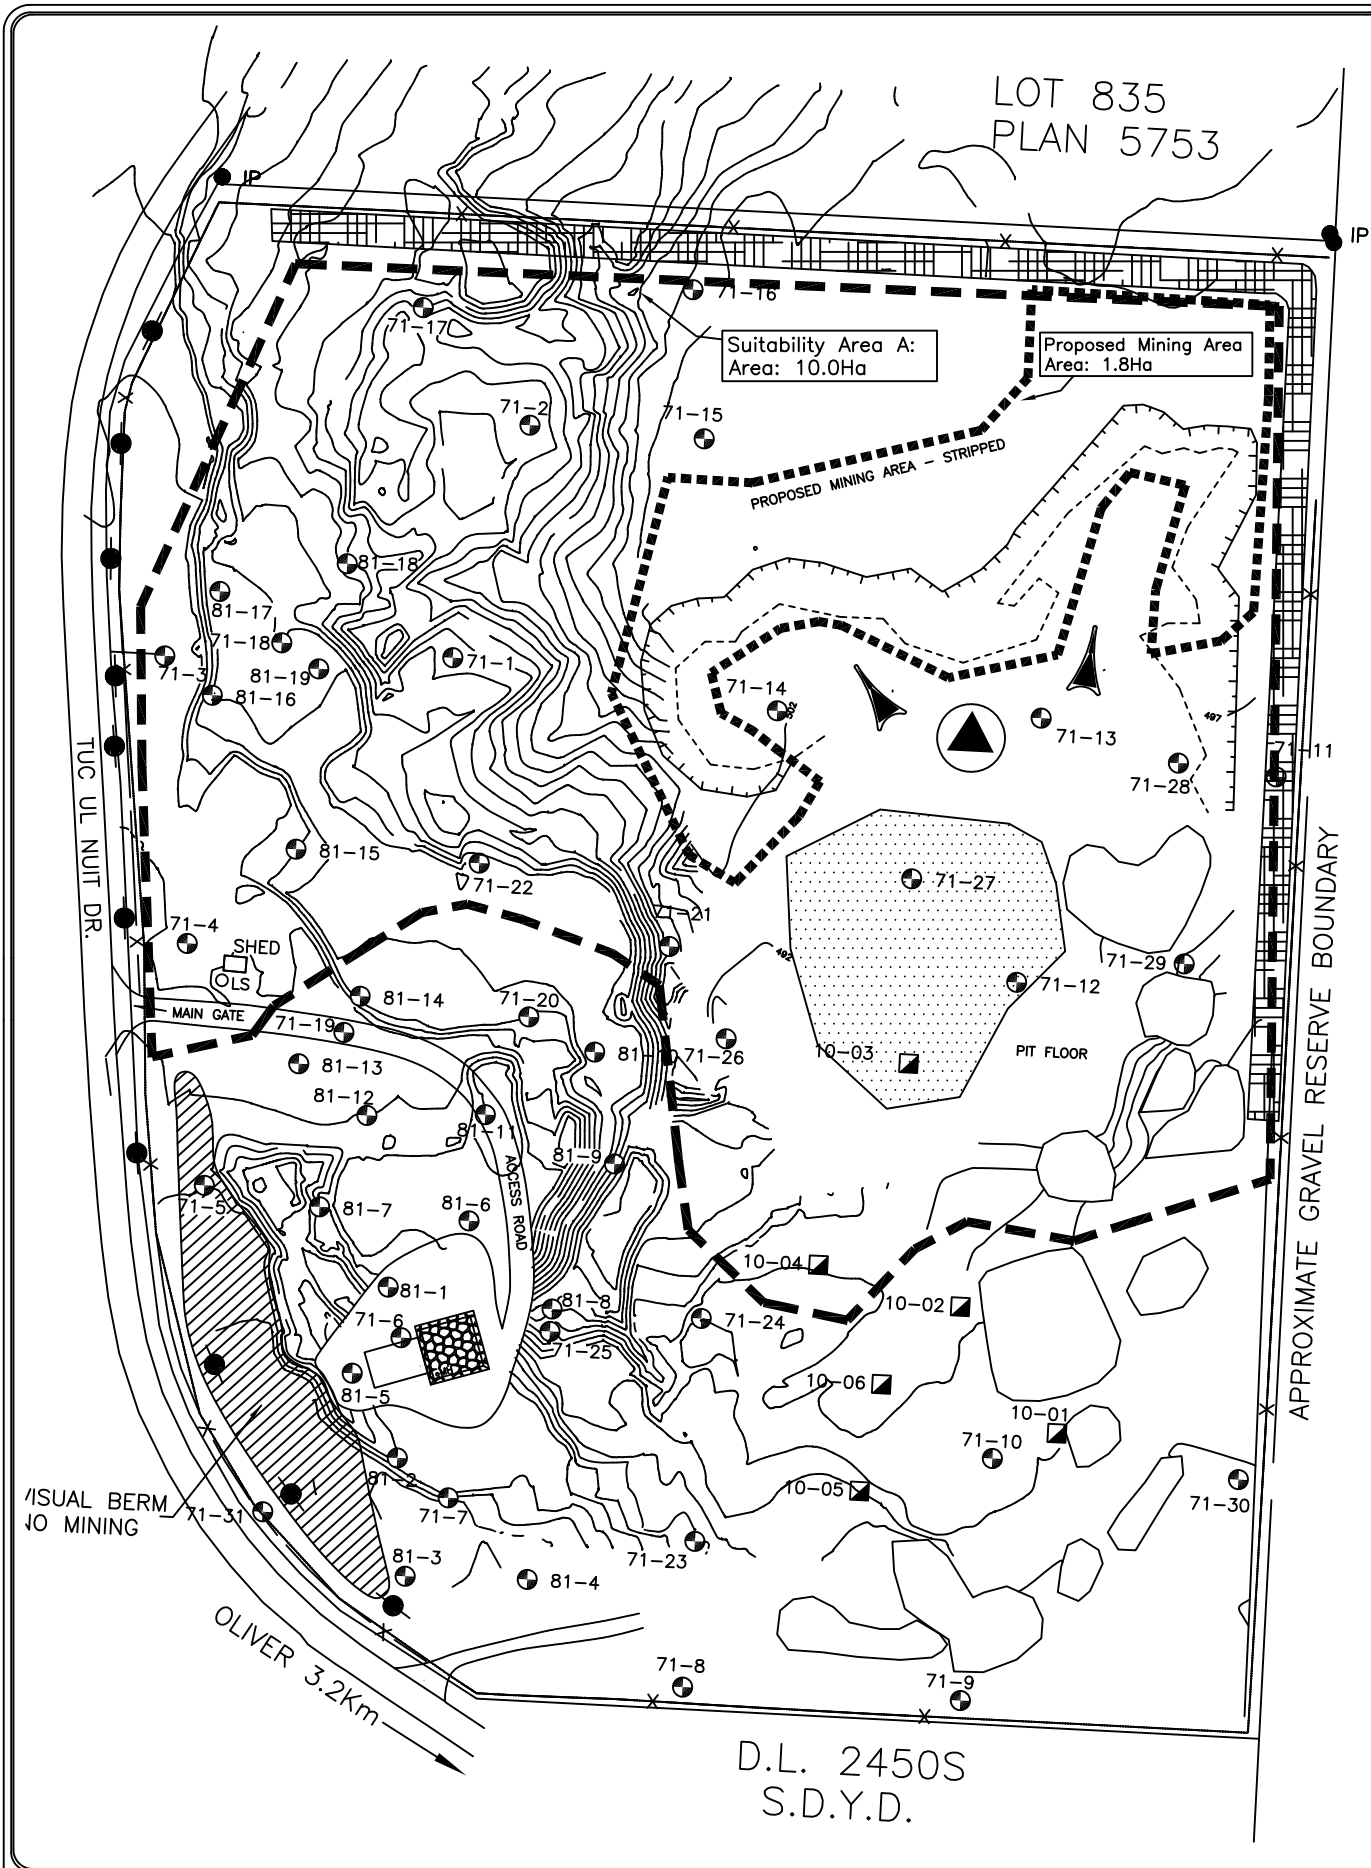 LOT 835
PLAN 5753
IP
IP
71-16
71-17
Suitability Area A:
Area: 10.0Ha
Proposed Mining Area
Area: 1.8Ha
71-2
71-15
PROPOSED MINING AREA - STRIPPED
81-18
81-17
71-18
71-3
81-19
71-1
81-16
71-14
502
71-13
497
71-28
71-11
TUC UL NUIT DR.
81-15
71-22
71-27
71-21
71-4
SHED
LS
492
71-29
71-12
81-14
71-20
MAIN GATE
71-19
71-26
10-03
PIT FLOOR
81-13
81-12
81-11
81-9
ACCESS ROAD
71-5
81-7
81-6
APPROXIMATE GRAVEL RESERVE BOUNDARY
10-04
81-1
81-8
10-02
71-6
71-24
71-25
81-5
10-06
10-01
71-10
81-2
71-7
10-05
71-30
VISUAL BERM
NO MINING
71-31
71-23
81-3
81-4
OLIVER 3.2Km
71-8
71-9
D.L. 2450S
S.D.Y.D.